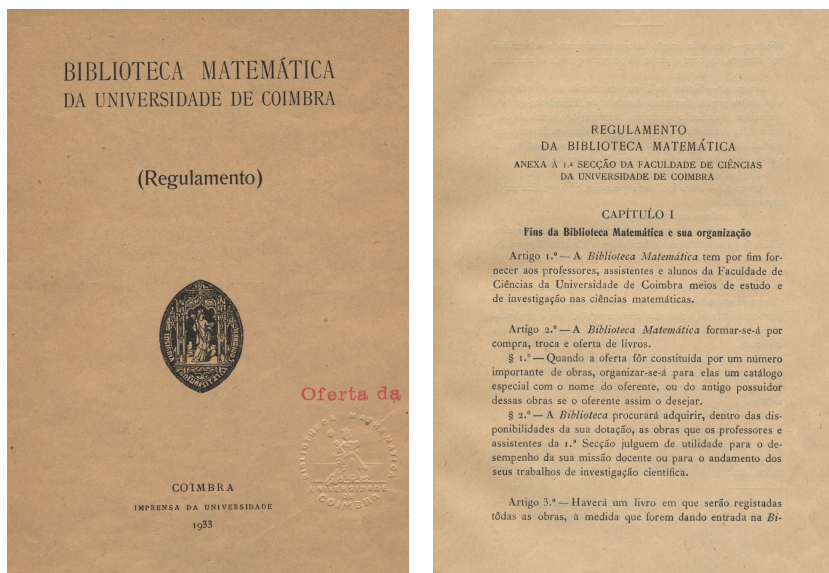 BIBLIOTECA MATEMÁTICA
DA UNIVERSIDADE DE COIMBRA
(Regulamento)
Oferta da
BIBLIOTHECA MATHEMATICA
UNIVERSIDADE
DE
COIMBRA
COIMBRA
IMPRENSA DA UNIVERSIDADE
1933
REGULAMENTO
DA BIBLIOTECA MATEMÁTICA
ANEXA À 1.ª SECÇÃO DA FACULDADE DE CIÊNCIAS
DA UNIVERSIDADE DE COIMBRA
CAPÍTULO I
Fins da Biblioteca Matemática e sua organização
Artigo 1.º — A Biblioteca Matemática tem por fim for-
necer aos professores, assistentes e alunos da Faculdade de
Ciências da Universidade de Coimbra meios de estudo e
de investigação nas ciências matemáticas.
Artigo 2.º — A Biblioteca Matemática formar-se-á por
compra, troca e oferta de livros.
§ 1.º — Quando a oferta fôr constituída por um número
importante de obras, organizar-se-á para elas um catálogo
especial com o nome do oferente, ou do antigo possuidor
dessas obras se o oferente assim o desejar.
§ 2.º — A Biblioteca procurará adquirir, dentro das dis-
ponibilidades da sua dotação, as obras que os professores e
assistentes da 1.ª Secção julguem de utilidade para o de-
sempenho da sua missão docente ou para o andamento dos
seus trabalhos de investigação científica.
Artigo 3.º — Haverá um livro em que serão registadas
tôdas as obras, à medida que forem dando entrada na Bi-